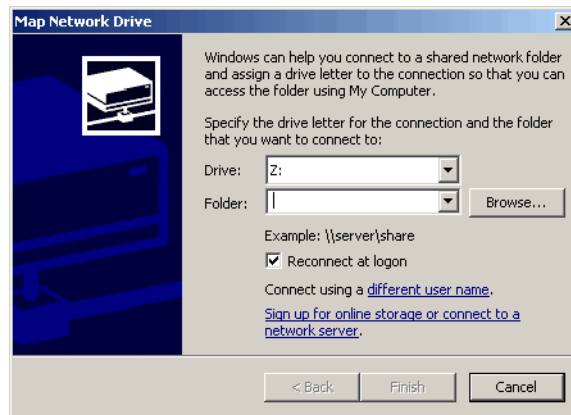 Map Network Drive
Windows can help you connect to a shared network folder
and assign a drive letter to the connection so that you can
access the folder using My Computer.
Specify the drive letter for the connection and the folder
that you want to connect to:
Drive: Z:
Folder: Browse...
Example: \\server\share
Reconnect at logon
Connect using a different user name.
Sign up for online storage or connect to a
network server.
< Back Finish Cancel